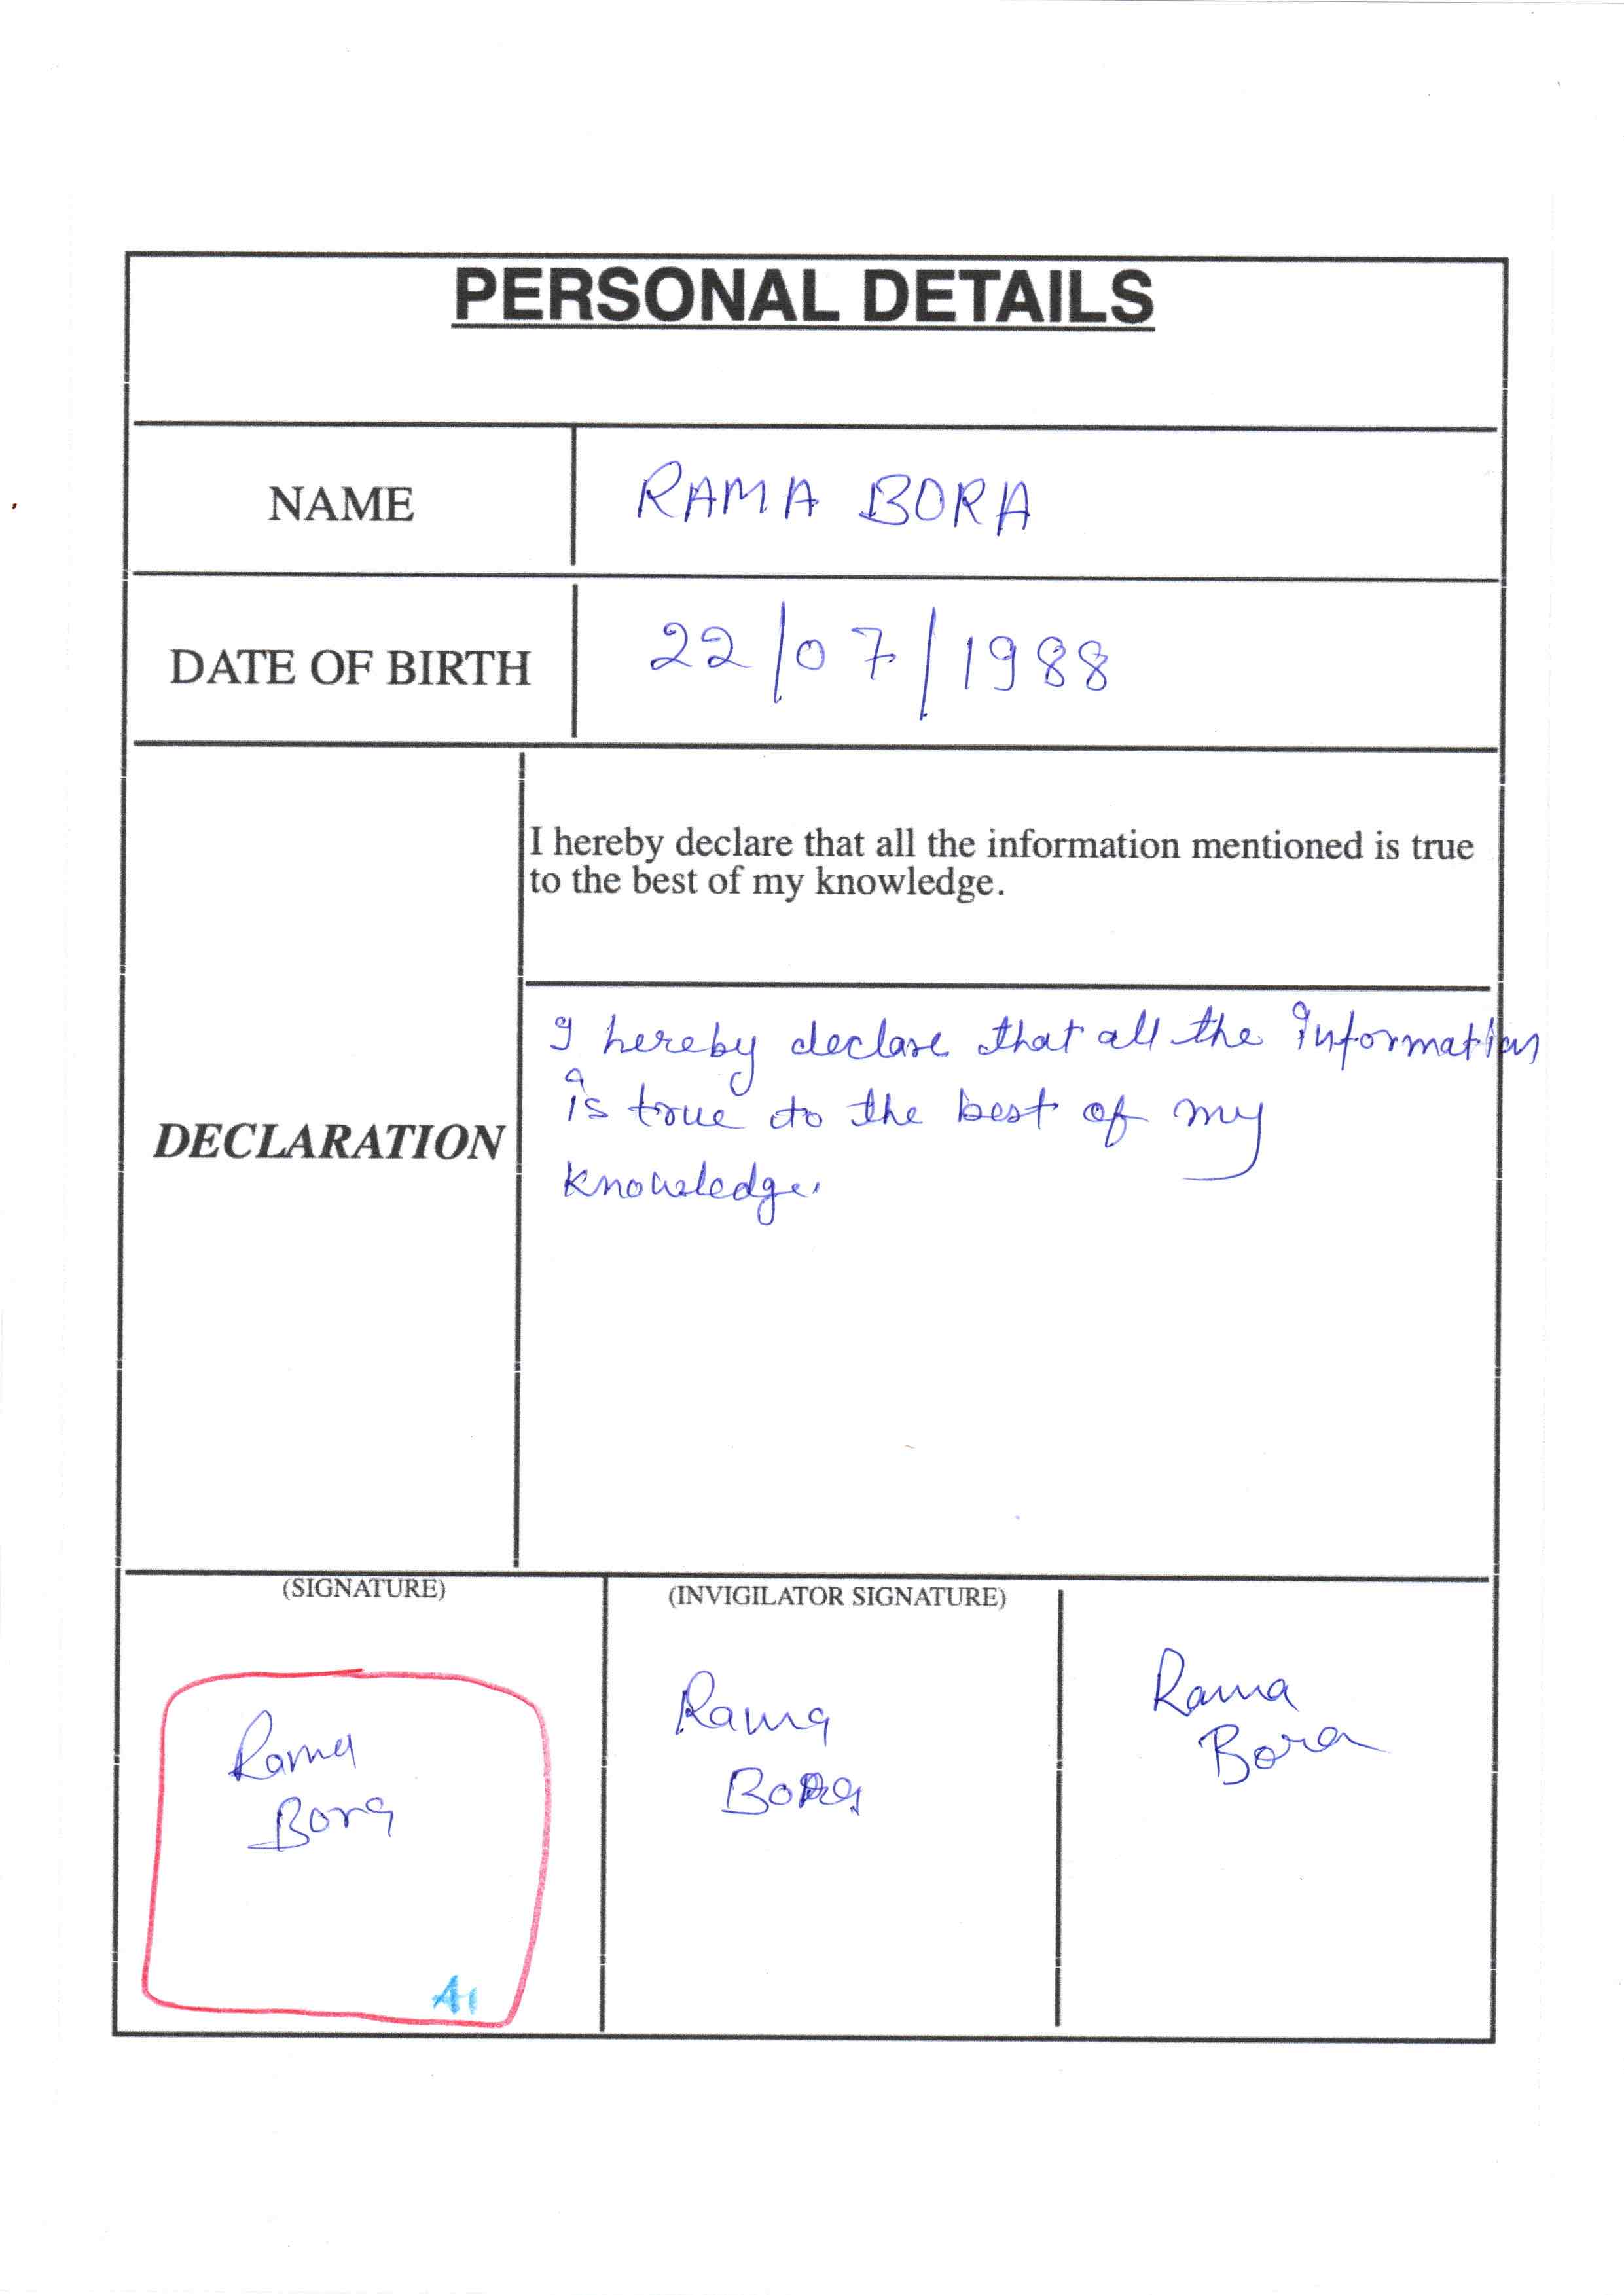 PERSONAL DETAILS
NAME
RAMA BORA
DATE OF BIRTH
22/07/1988
I hereby declare that all the information mentioned is true
to the best of my knowledge.
DECLARATION
I hereby declare that all the Information
is true to the best of my
knowledge.
(SIGNATURE)
Rama
Bora
A1
(INVIGILATOR SIGNATURE)
Rama
Bora
Rama
Bora